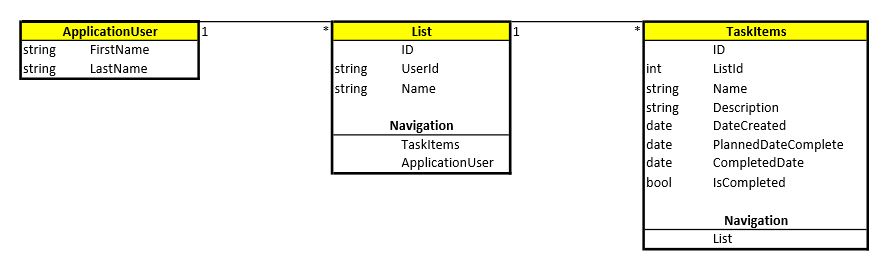 ApplicationUser
string FirstName
string LastName
1
*
List
ID
string UserId
string Name
Navigation
TaskItems
ApplicationUser
1
*
TaskItems
ID
int ListId
string Name
string Description
date DateCreated
date PlannedDateComplete
date CompletedDate
bool IsCompleted
Navigation
List